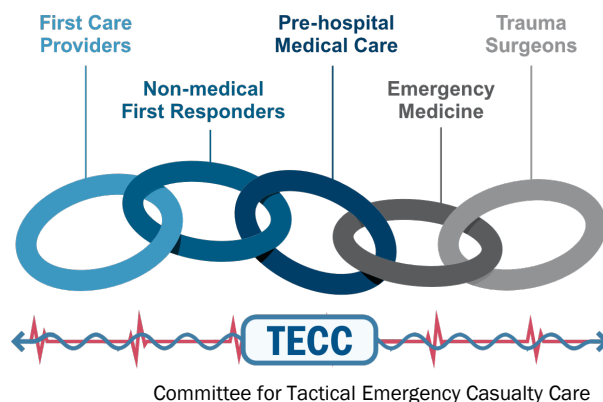 First Care
Providers
Non-medical
First Responders
Pre-hospital
Medical Care
Emergency
Medicine
Trauma
Surgeons
TECC
Committee for Tactical Emergency Casualty Care